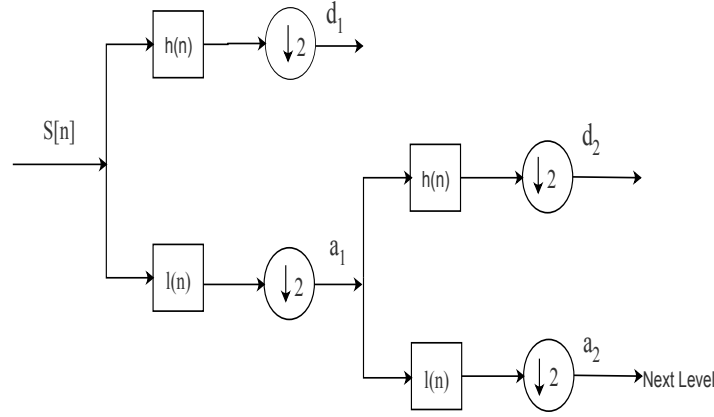 d1
h(n)
2
S[n]
d2
h(n)
2
a1
l(n)
2
a2
l(n)
2
Next Level